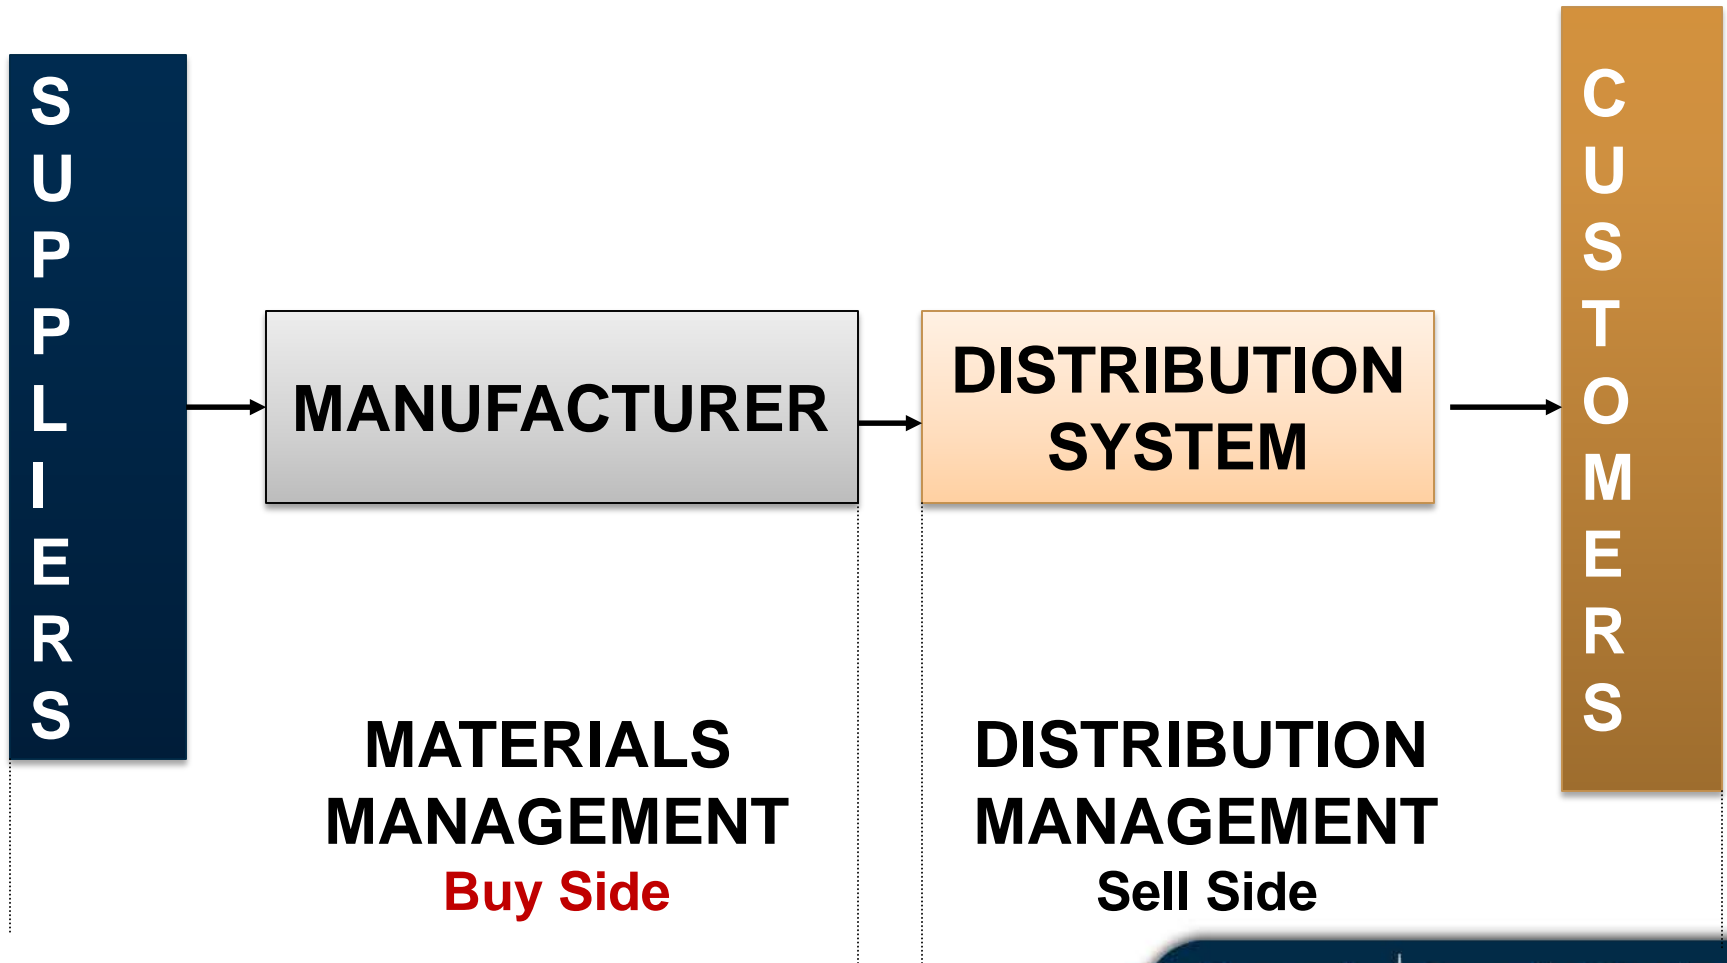 SUPPLIERS
MANUFACTURER
DISTRIBUTION
SYSTEM
CUSTOMERS
MATERIALS
MANAGEMENT
Buy Side
DISTRIBUTION
MANAGEMENT
Sell Side